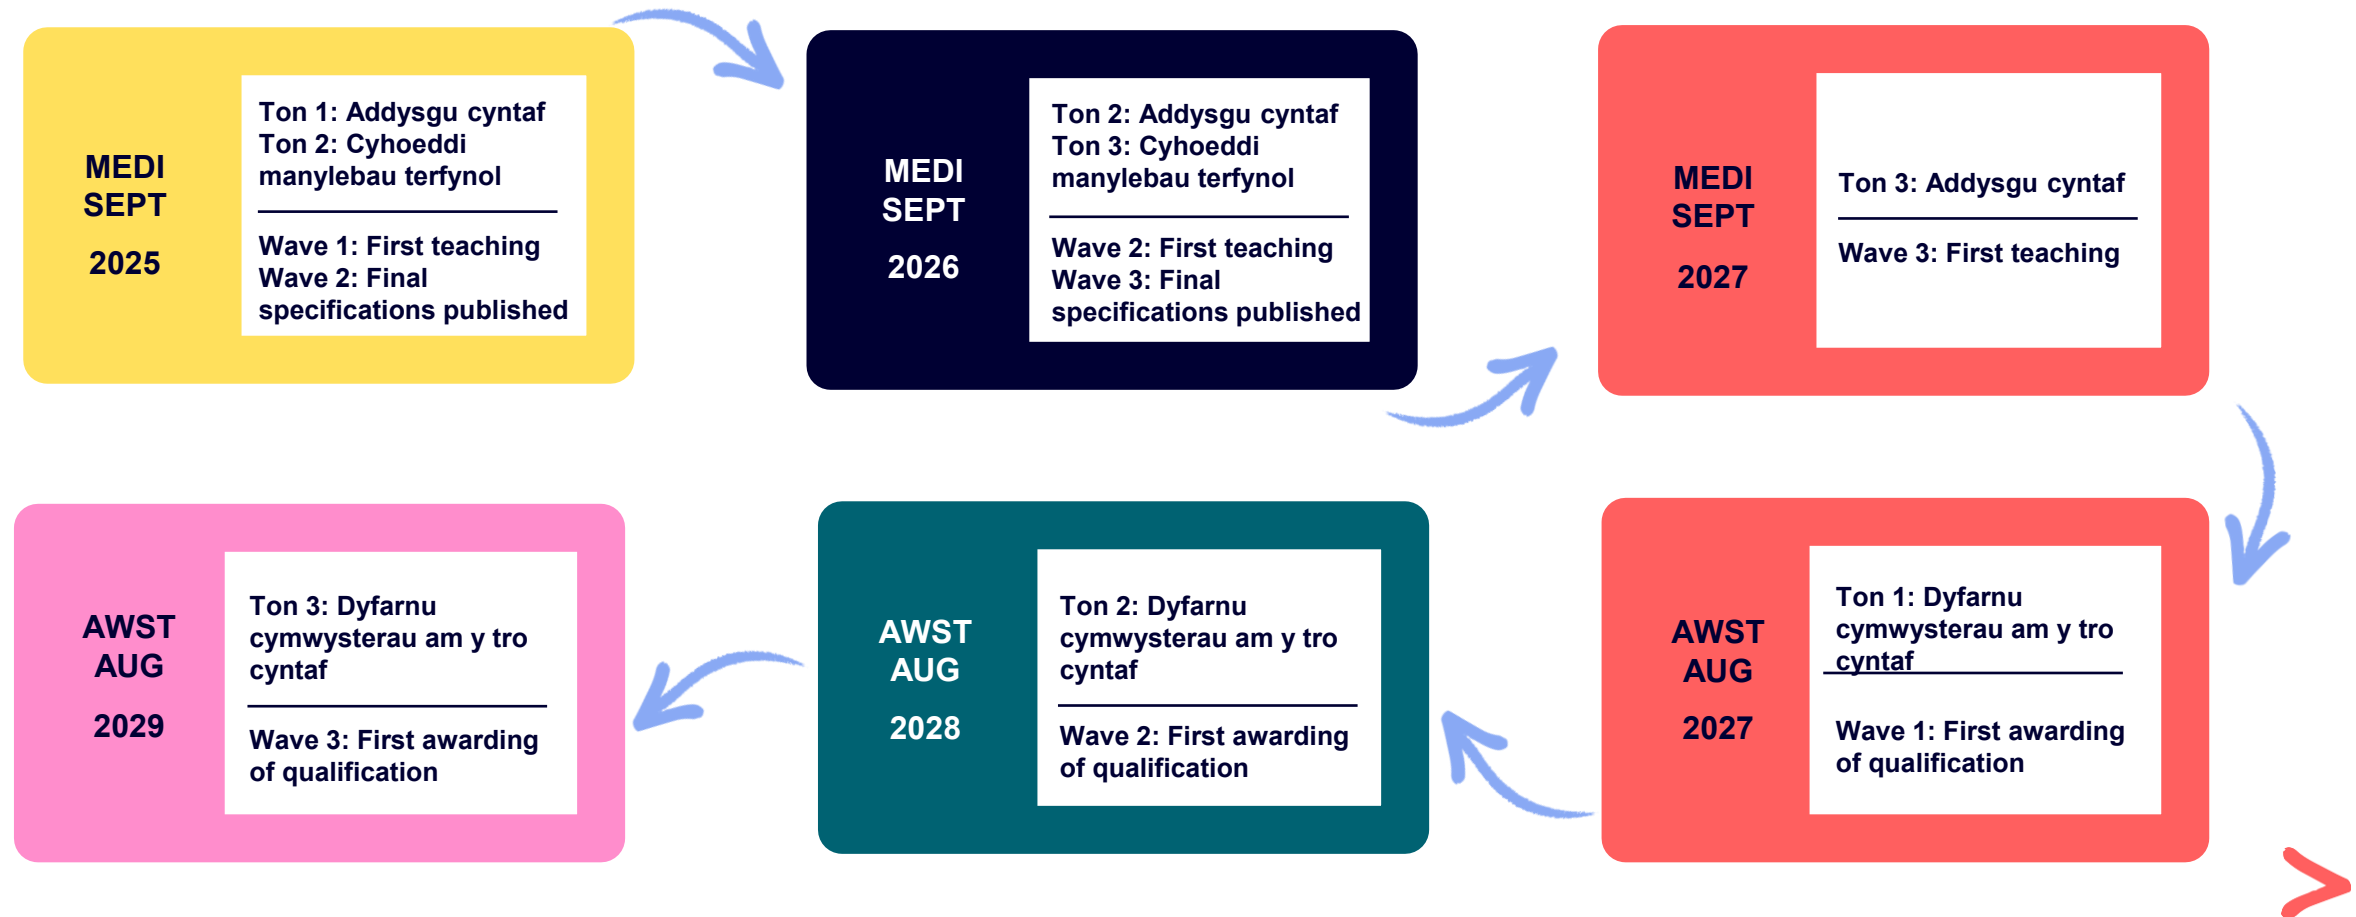 MEDI
SEPT
2025
Ton 1: Addysgu cyntaf
Ton 2: Cyhoeddi
manylebau terfynol
Wave 1: First teaching
Wave 2: Final
specifications published
MEDI
SEPT
2026
Ton 2: Addysgu cyntaf
Ton 3: Cyhoeddi
manylebau terfynol
Wave 2: First teaching
Wave 3: Final
specifications published
MEDI
SEPT
2027
Ton 3: Addysgu cyntaf
Wave 3: First teaching
AWST
AUG
2027
Ton 1: Dyfarnu
cymwysterau am y tro
cyntaf
Wave 1: First awarding
of qualification
AWST
AUG
2028
Ton 2: Dyfarnu
cymwysterau am y tro
cyntaf
Wave 2: First awarding
of qualification
AWST
AUG
2029
Ton 3: Dyfarnu
cymwysterau am y tro
cyntaf
Wave 3: First awarding
of qualification